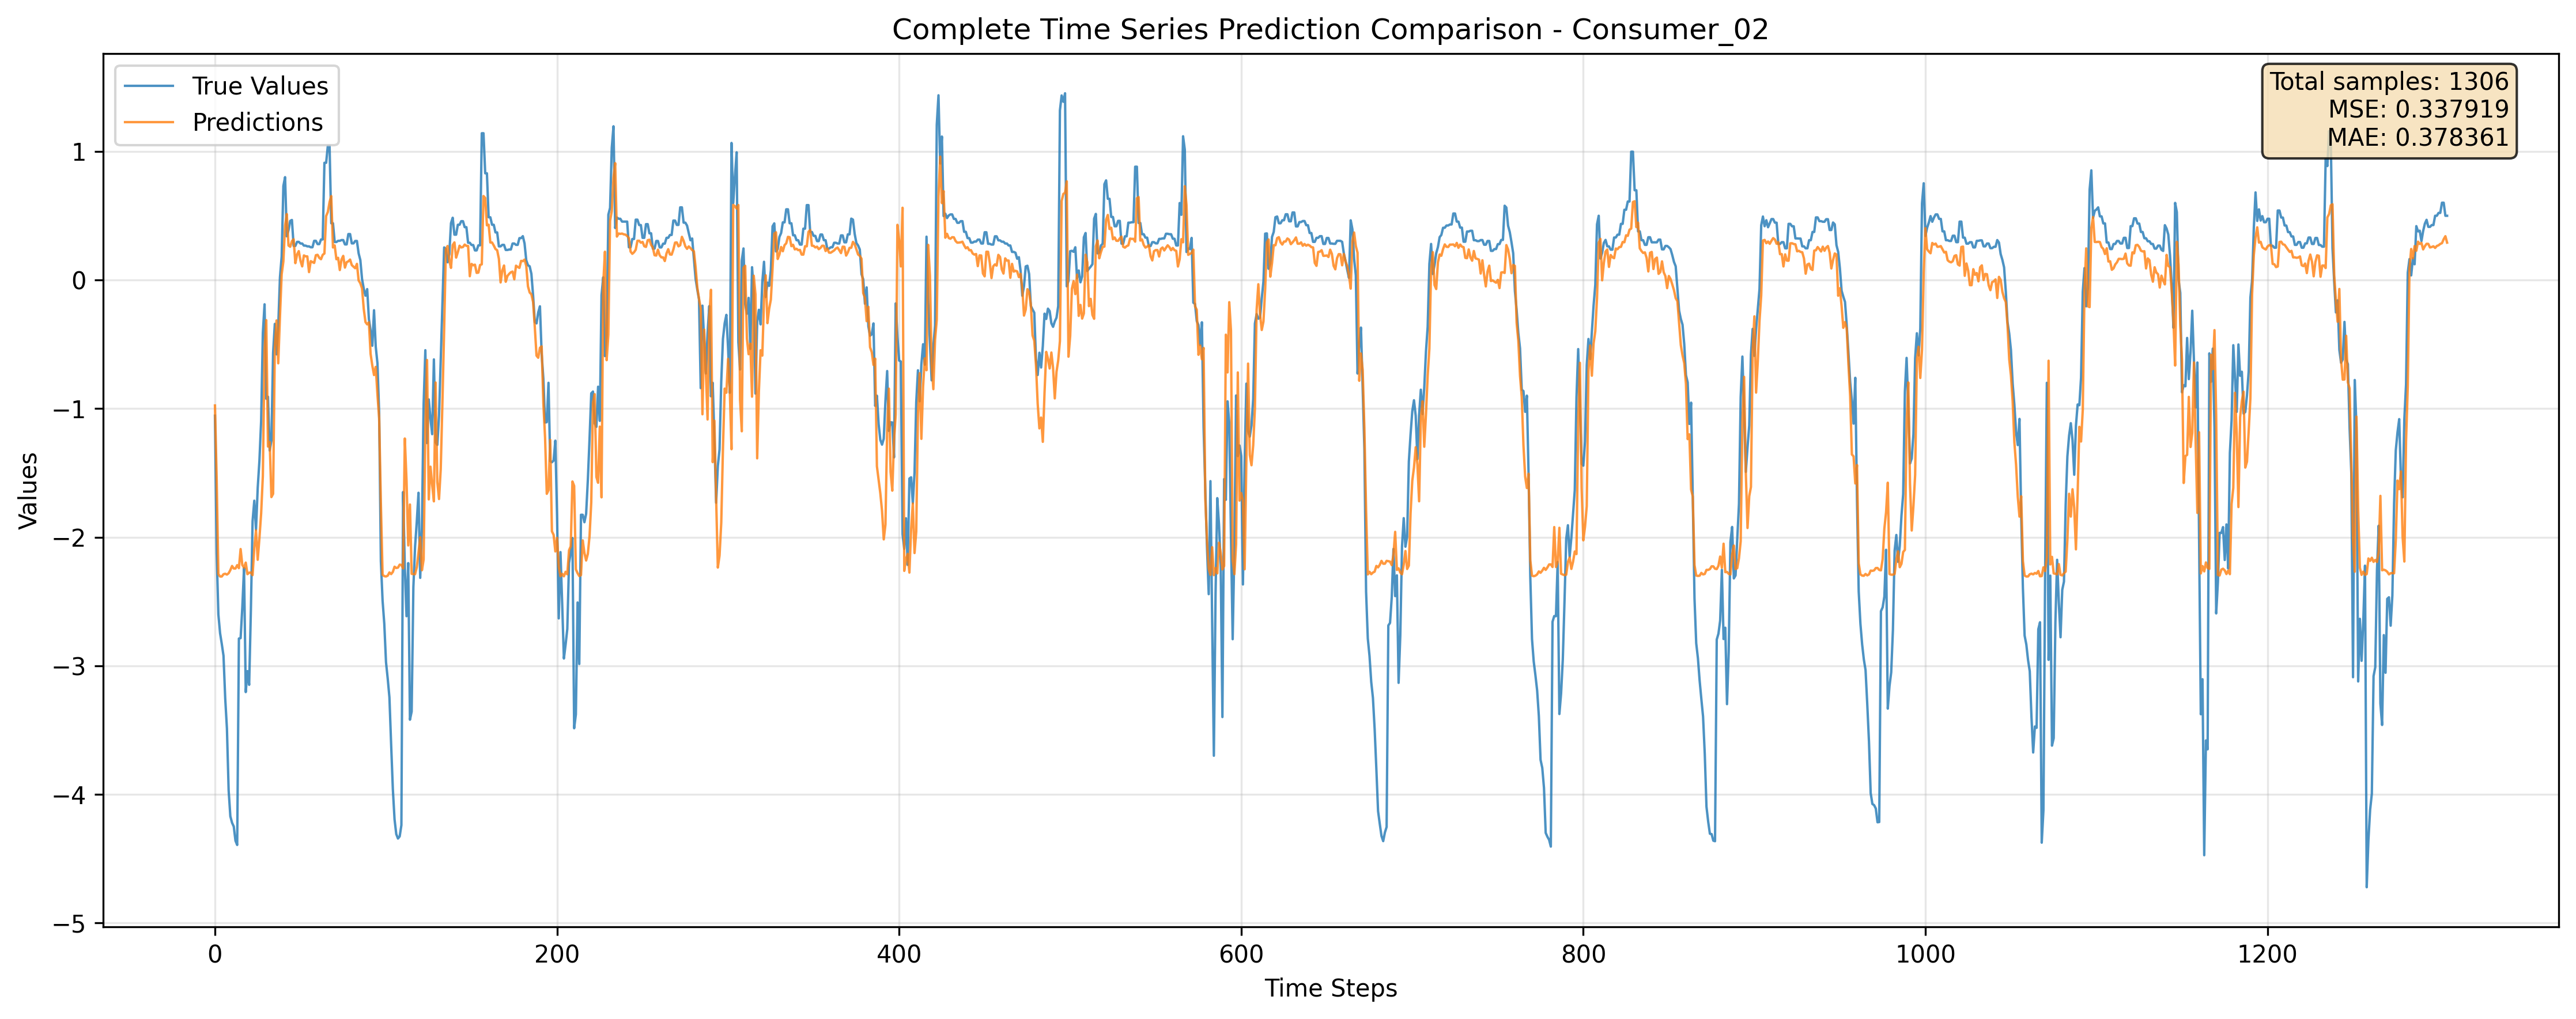 Complete Time Series Prediction Comparison - Consumer_02
True Values
Predictions
Total samples: 1306
MSE: 0.337919
MAE: 0.378361
Values
1
0
−1
−2
−3
−4
−5
0
200
400
600
800
1000
1200
Time Steps